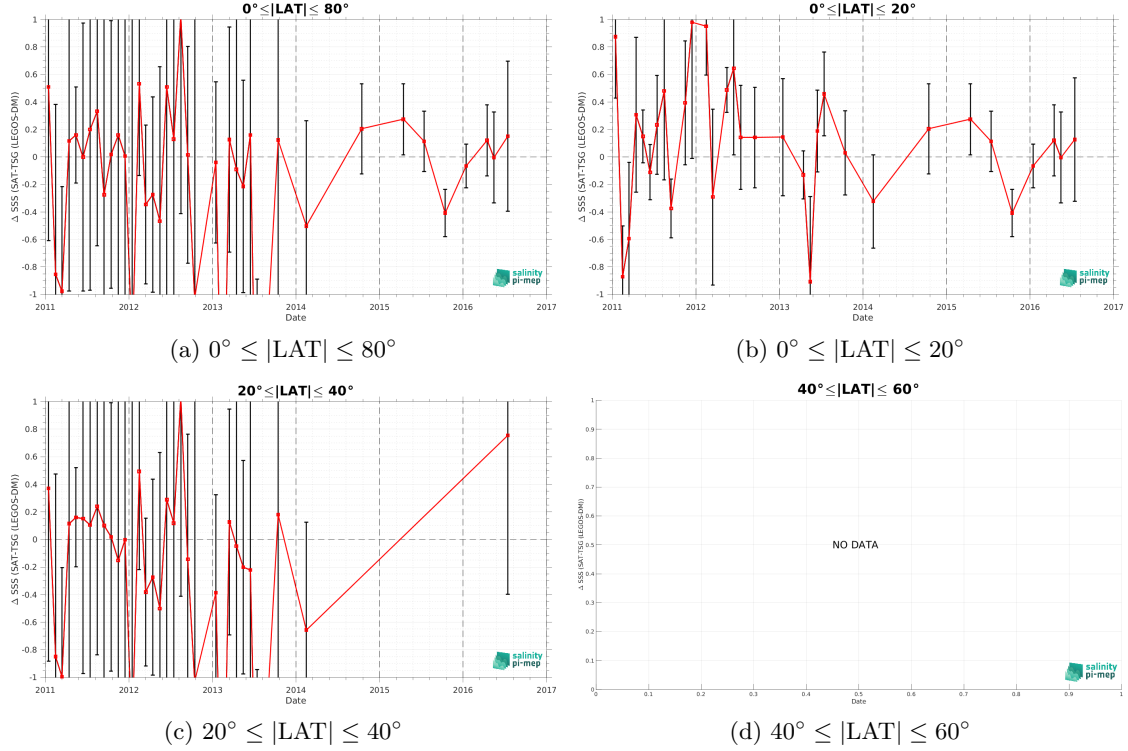 0°≤|LAT|≤ 80°
Δ SSS (SAT-TSG (LEGOS-DM))
1
0.8
0.6
0.4
0.2
0
-0.2
-0.4
-0.6
-0.8
-1
2011 2012 2013 2014 2015 2016 2017
Date
salinity
pi-mep
(a) 0° ≤ |LAT| ≤ 80°
0°≤|LAT|≤ 20°
Δ SSS (SAT-TSG (LEGOS-DM))
1
0.8
0.6
0.4
0.2
0
-0.2
-0.4
-0.6
-0.8
-1
2011 2012 2013 2014 2015 2016 2017
Date
salinity
pi-mep
(b) 0° ≤ |LAT| ≤ 20°
20°≤|LAT|≤ 40°
Δ SSS (SAT-TSG (LEGOS-DM))
1
0.8
0.6
0.4
0.2
0
-0.2
-0.4
-0.6
-0.8
-1
2011 2012 2013 2014 2015 2016 2017
Date
salinity
pi-mep
(c) 20° ≤ |LAT| ≤ 40°
40°≤|LAT|≤ 60°
Δ SSS (SAT-TSG (LEGOS-DM))
1
0.9
0.8
0.7
0.6
0.5
0.4
0.3
0.2
0.1
0
NO DATA
0 0.1 0.2 0.3 0.4 0.5 0.6 0.7 0.8 0.9 1
Date
salinity
pi-mep
(d) 40° ≤ |LAT| ≤ 60°